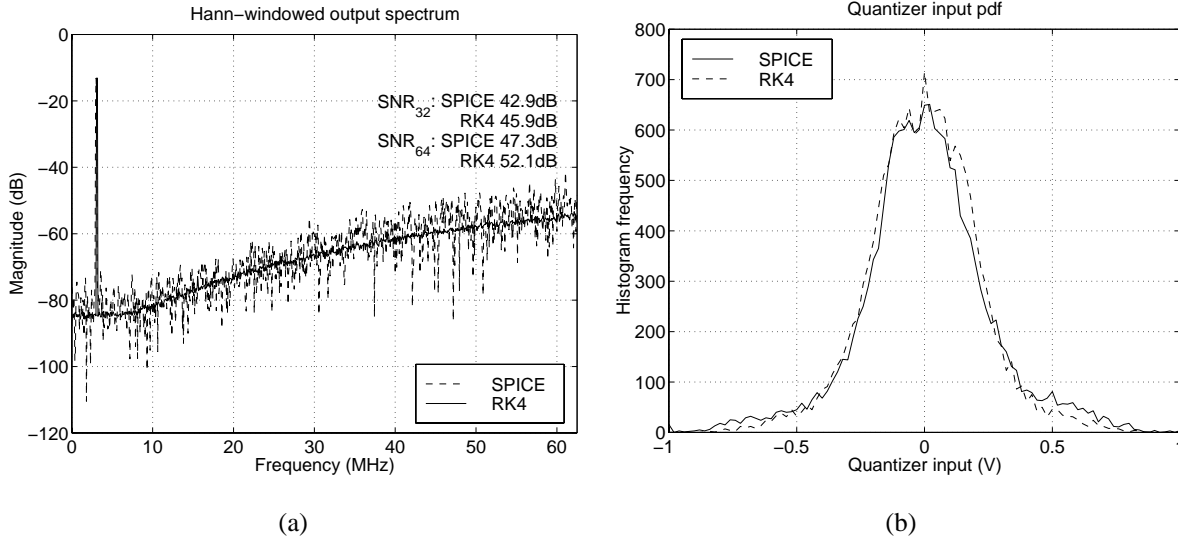 Hann-windowed output spectrum
0
-20
-40
-60
-80
-100
-120
Magnitude (dB)
SNR32: SPICE 42.9dB
RK4 45.9dB
SNR64: SPICE 47.3dB
RK4 52.1dB
SPICE
RK4
0 10 20 30 40 50 60
Frequency (MHz)
(a)
Quantizer input pdf
800
700
600
500
400
300
200
100
0
Histogram frequency
SPICE
RK4
-1 -0.5 0 0.5 1
Quantizer input (V)
(b)